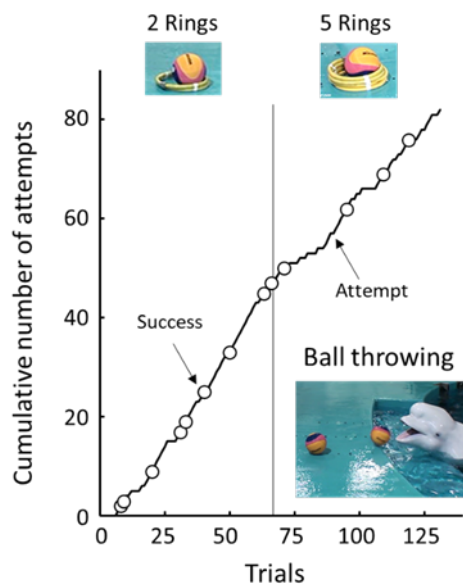 2 Rings
5 Rings
Cumulative number of attempts
80
60
40
20
0
Success
Attempt
Ball throwing
0
25
50
75
100
125
Trials